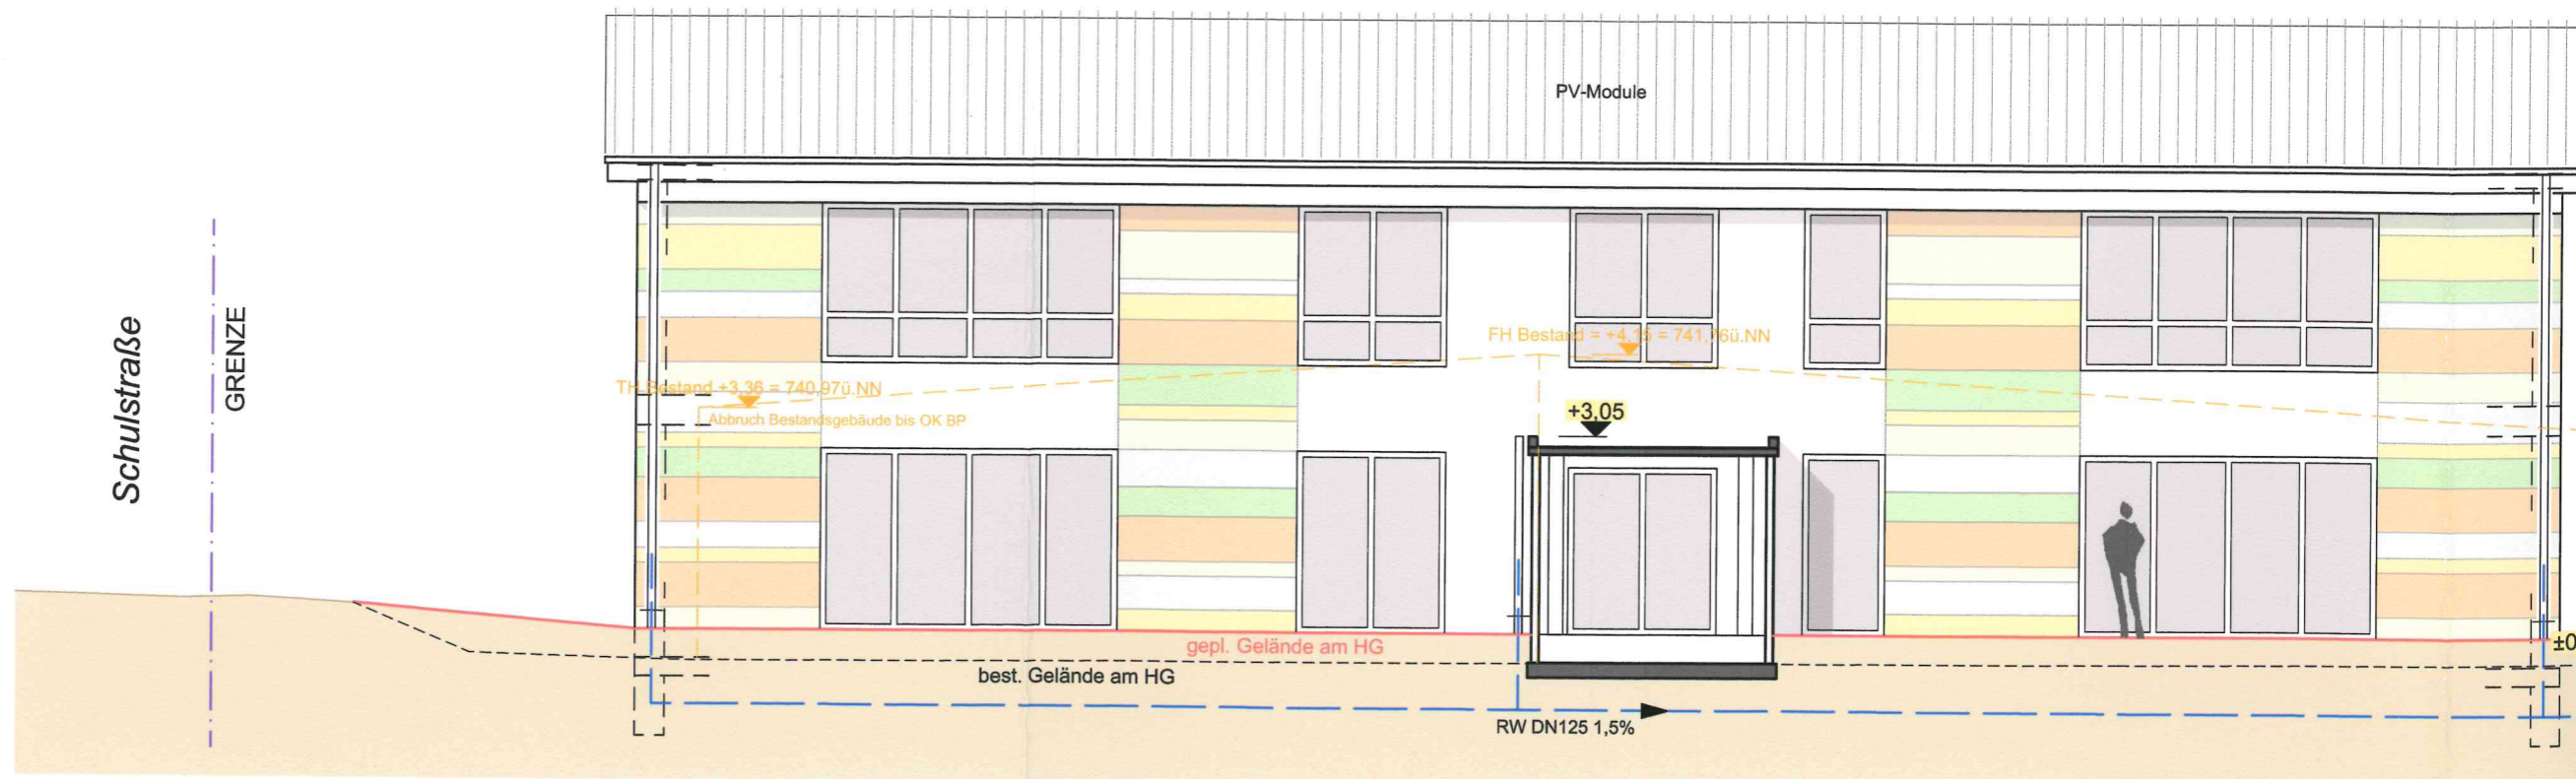 PV-Module
Schulstraße
GRENZE
FH Bestand = +4,15 = 741,76ü.NN
TH Bestand +3,36 = 740,97ü.NN
Abbruch Bestandsgebäude bis OK BP
+3,05
gepl. Gelände am HG
best. Gelände am HG
±0
RW DN125 1,5%